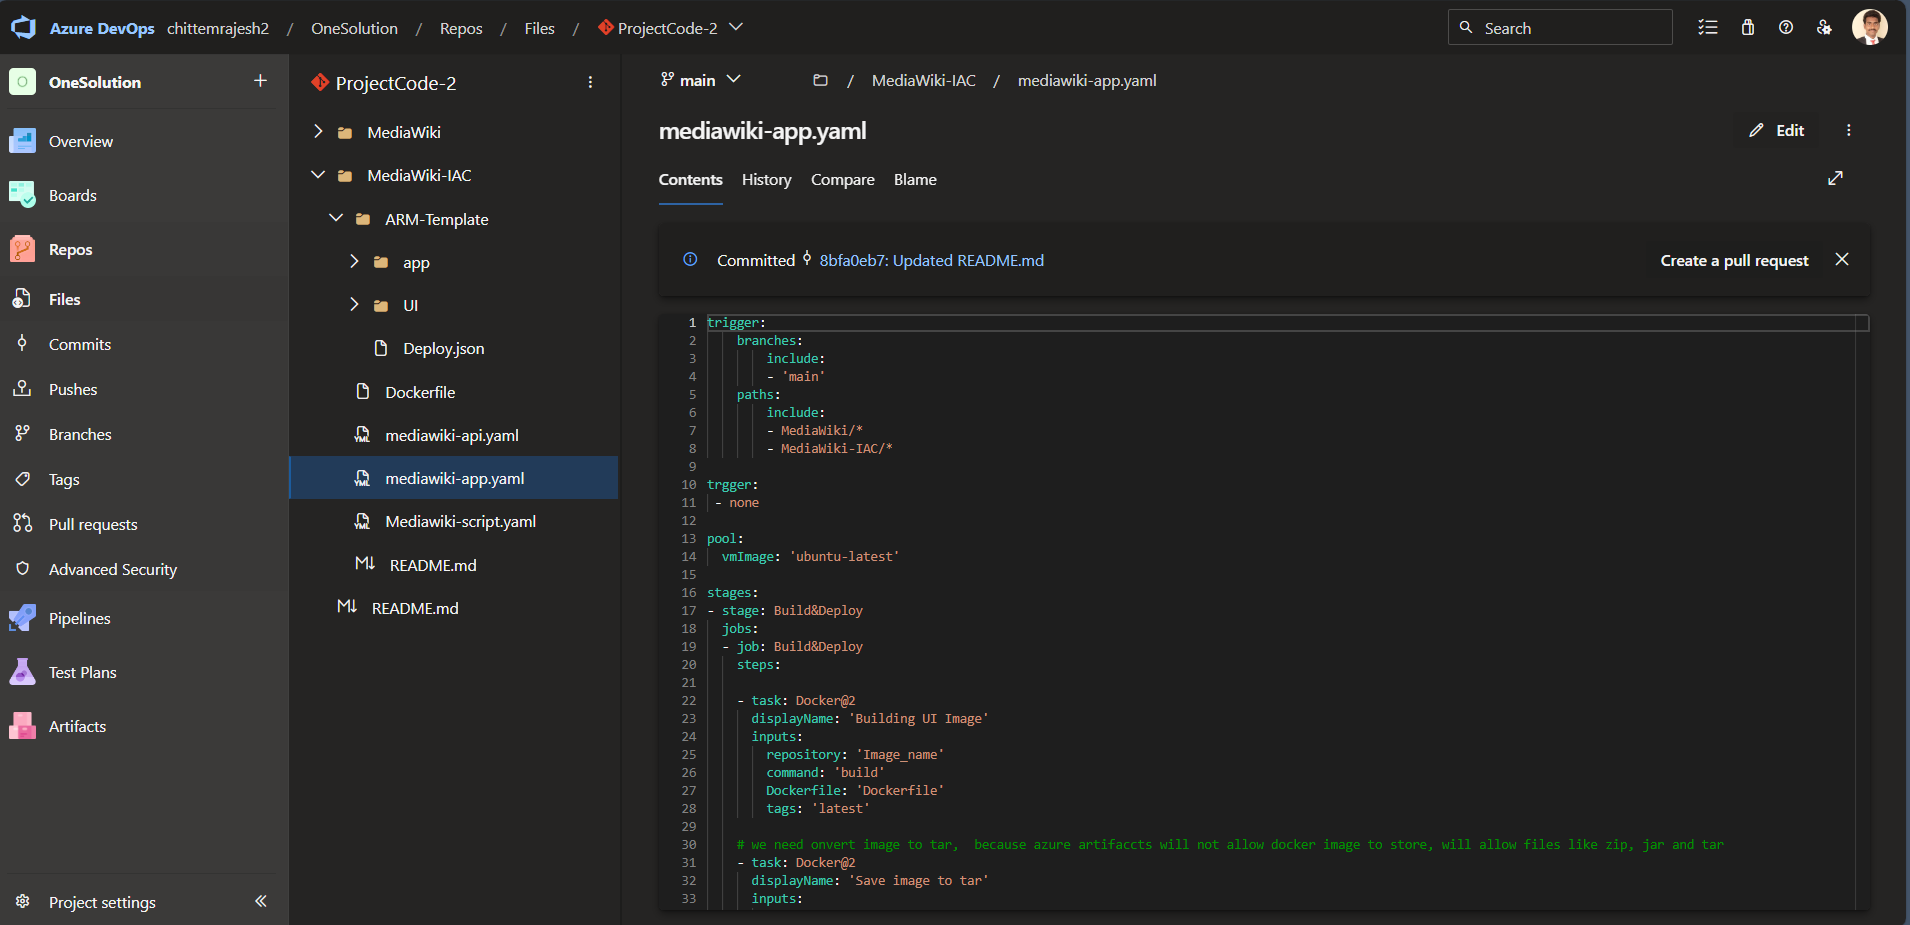 Azure DevOps chittemrajesh2 / OneSolution / Repos / Files / ProjectCode-2
Search
O OneSolution +
Overview
Boards
Repos
Files
Commits
Pushes
Branches
Tags
Pull requests
Advanced Security
Pipelines
Test Plans
Artifacts
Project settings
ProjectCode-2
MediaWiki
MediaWiki-IAC
ARM-Template
app
UI
Deploy.json
Dockerfile
YML mediawiki-api.yaml
YML mediawiki-app.yaml
YML Mediawiki-script.yaml
M↓ README.md
M↓ README.md
main / MediaWiki-IAC / mediawiki-app.yaml
mediawiki-app.yaml
Edit
Contents History Compare Blame
Committed 8bfa0eb7: Updated README.md
Create a pull request
1 trigger:
2 branches:
3 include:
4 - 'main'
5 paths:
6 include:
7 - MediaWiki/*
8 - MediaWiki-IAC/*
9
10 trgger:
11 - none
12
13 pool:
14 vmImage: 'ubuntu-latest'
15
16 stages:
17 - stage: Build&Deploy
18 jobs:
19 - job: Build&Deploy
20 steps:
21
22 - task: Docker@2
23 displayName: 'Building UI Image'
24 inputs:
25 repository: 'Image_name'
26 command: 'build'
27 Dockerfile: 'Dockerfile'
28 tags: 'latest'
29
30 # we need onvert image to tar,  because azure artifaccts will not allow docker image to store, will allow files like zip, jar and tar
31 - task: Docker@2
32 displayName: 'Save image to tar'
33 inputs: